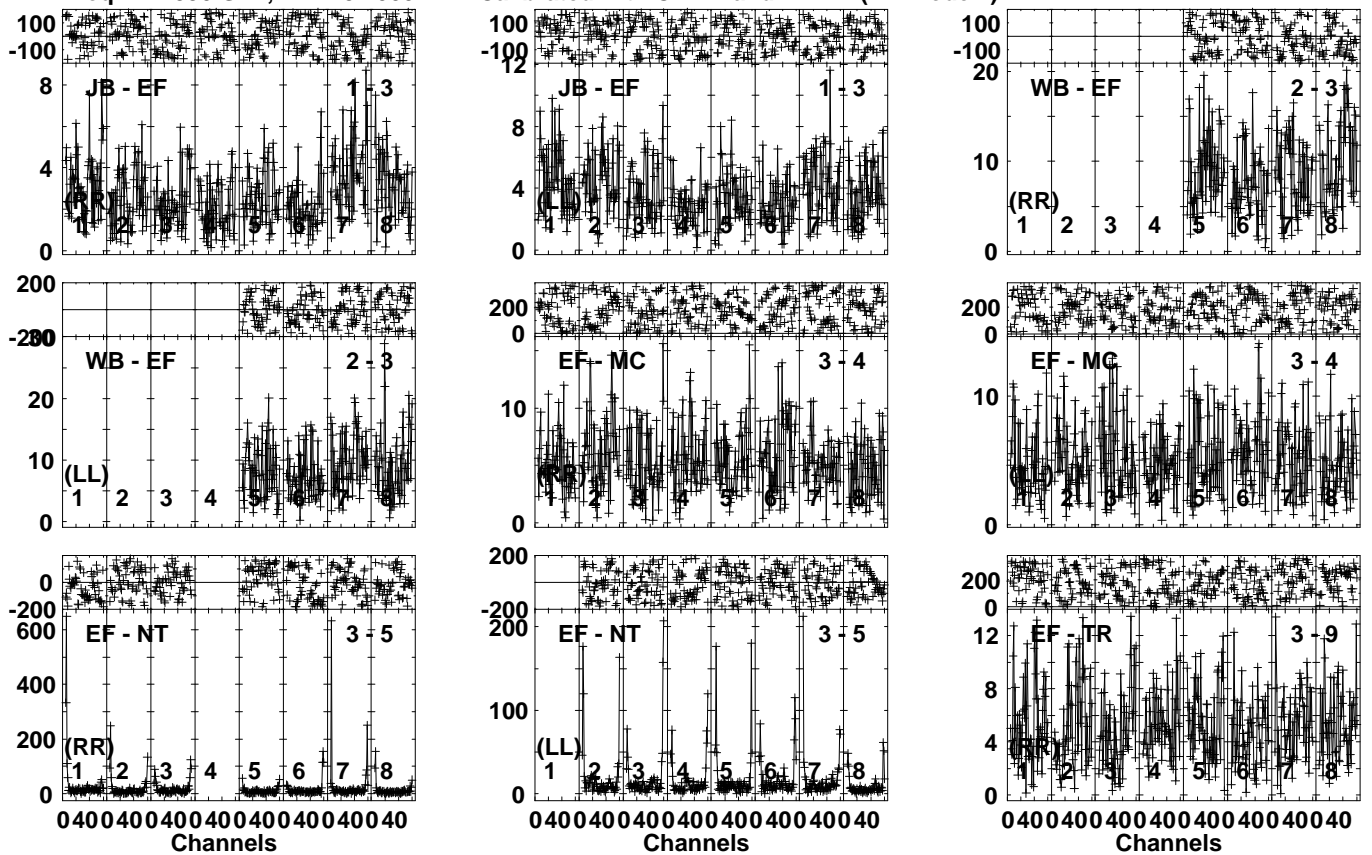 100 100 100
-100 -100 -100
8 JB - EF 1 - 3
12 JB - EF 1 - 3
20 WB - EF 2 - 3
4 8 10
(RR) 4 (LL) (RR)
1 2 3 4 5 6 7 8
1 2 3 4 5 6 7 8
1 2 3 4 5 6 7 8
0 0 0
200 200 200
0 0
30 WB - EF 2 - 3
EF - MC 3 - 4
EF - MC 3 - 4
20 10 10
10
(LL) (RR) (LL)
1 2 3 4 5 6 7 8
1 2 3 4 5 6 7 8
1 2 3 4 5 6 7 8
0 0 0
0 200 200
-200 -200 0
600 EF - NT 3 - 5
200 EF - NT 3 - 5
12 EF - TR 3 - 9
400 8
200 100 4
(RR) (LL) (RR)
1 2 3 4 5 6 7 8
1 2 3 4 5 6 7 8
1 2 3 4 5 6 7 8
0 0 0
0 40 0 40 0 40 0 40 0 40 0 40 0 40 0 40
0 40 0 40 0 40 0 40 0 40 0 40 0 40 0 40
0 40 0 40 0 40 0 40 0 40 0 40 0 40 0 40
Channels Channels Channels